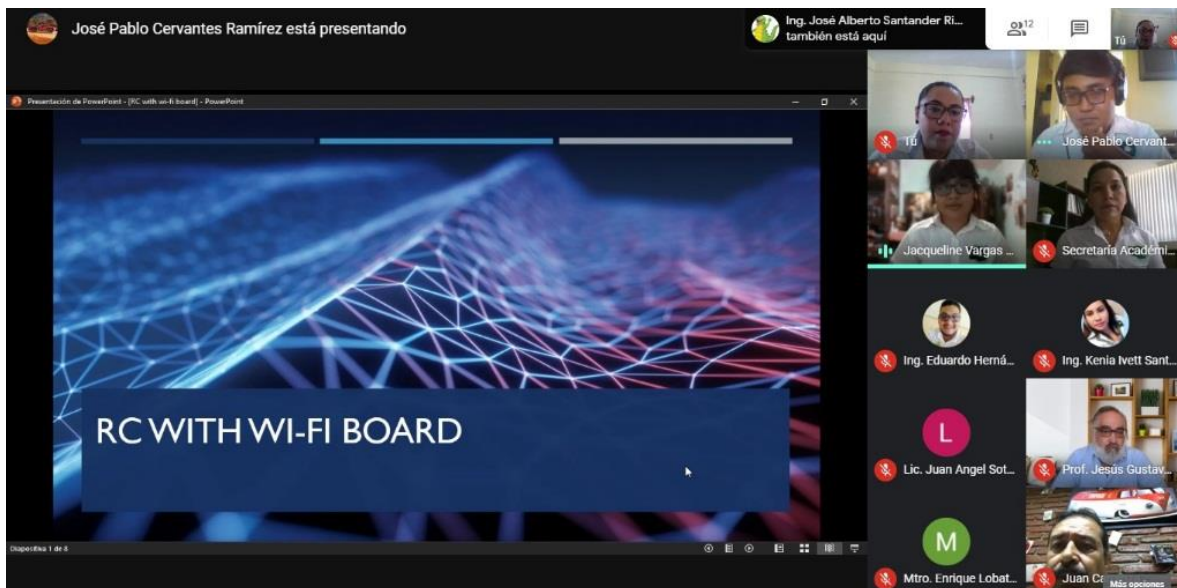 José Pablo Cervantes Ramírez está presentando
Ing. José Alberto Santander Ri...
también está aquí
12
Tú
Presentación de PowerPoint - [RC with wi-fi board] - PowerPoint
RC WITH WI-FI BOARD
Diapositiva 1 de 8
Tú
José Pablo Cervant...
Jacqueline Vargas ...
Secretaría Académi...
Ing. Eduardo Herná...
Ing. Kenia Ivett Sant...
L
Lic. Juan Angel Sot...
Prof. Jesús Gustav...
M
Mtro. Enrique Lobat...
Juan Ca
Más opciones